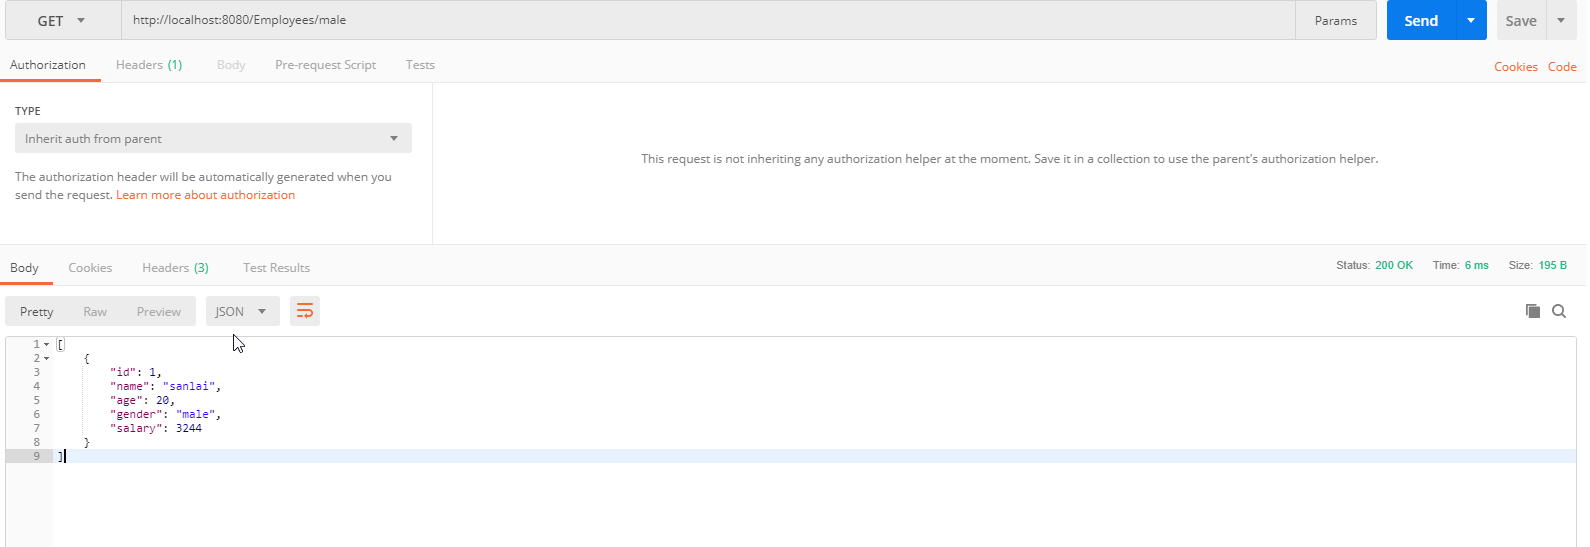 GET http://localhost:8080/Employees/male Params Send Save
Authorization Headers (1) Body Pre-request Script Tests Cookies Code
TYPE
Inherit auth from parent
The authorization header will be automatically generated when you
send the request. Learn more about authorization
This request is not inheriting any authorization helper at the moment. Save it in a collection to use the parent's authorization helper.
Body Cookies Headers (3) Test Results Status: 200 OK Time: 6 ms Size: 195 B
Pretty Raw Preview JSON
1 [
2 {
3 "id": 1,
4 "name": "sanlai",
5 "age": 20,
6 "gender": "male",
7 "salary": 3244
8 }
9 ]